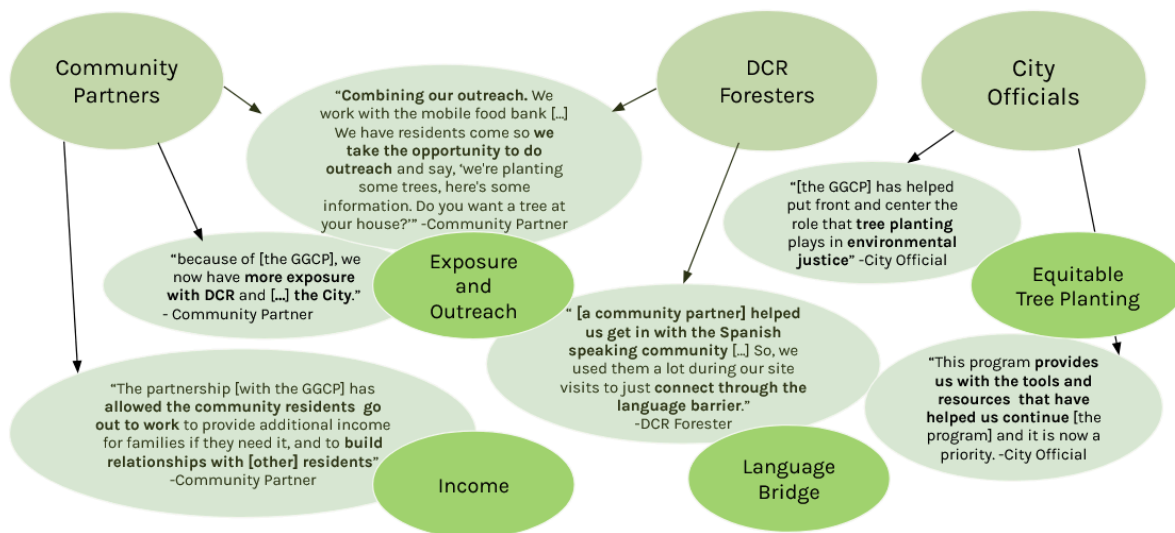 Community
Partners
DCR
Foresters
City
Officials
“Combining our outreach. We
work with the mobile food bank […]
We have residents come so we
take the opportunity to do
outreach and say, ‘we're planting
some trees, here's some
information. Do you want a tree at
your house?’” -Community Partner
“[the GGCP] has helped
put front and center the
role that tree planting
plays in environmental
justice” -City Official
“because of [the GGCP], we
now have more exposure
with DCR and […] the City.”
- Community Partner
Exposure
and
Outreach
Equitable
Tree Planting
“ [a community partner] helped
us get in with the Spanish
speaking community […] So, we
used them a lot during our site
visits to just connect through the
language barrier.”
-DCR Forester
“The partnership [with the GGCP] has
allowed the community residents go
out to work to provide additional income
for families if they need it, and to build
relationships with [other] residents”
-Community Partner
“This program provides
us with the tools and
resources that have
helped us continue [the
program] and it is now a
priority. -City Official
Income
Language
Bridge